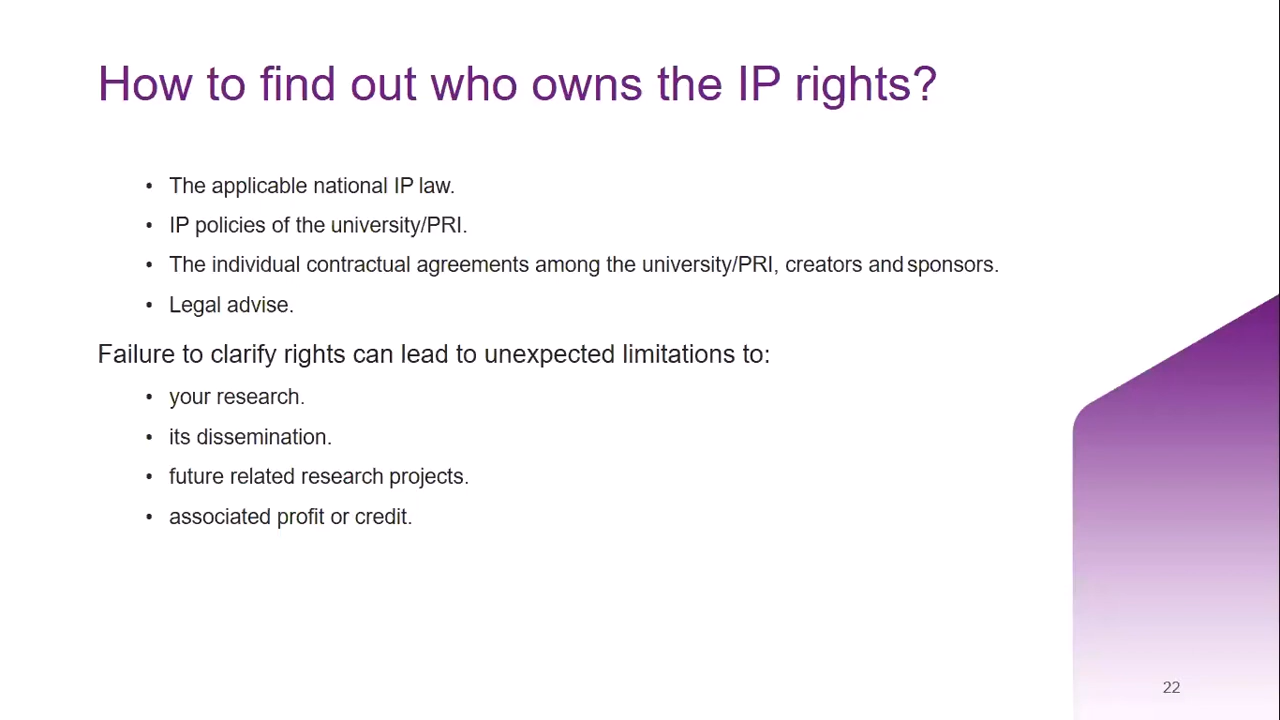 How to find out who owns the IP rights?
• The applicable national IP law.
• IP policies of the university/PRI.
• The individual contractual agreements among the university/PRI, creators and sponsors.
• Legal advise.
Failure to clarify rights can lead to unexpected limitations to:
• your research.
• its dissemination.
• future related research projects.
• associated profit or credit.
22